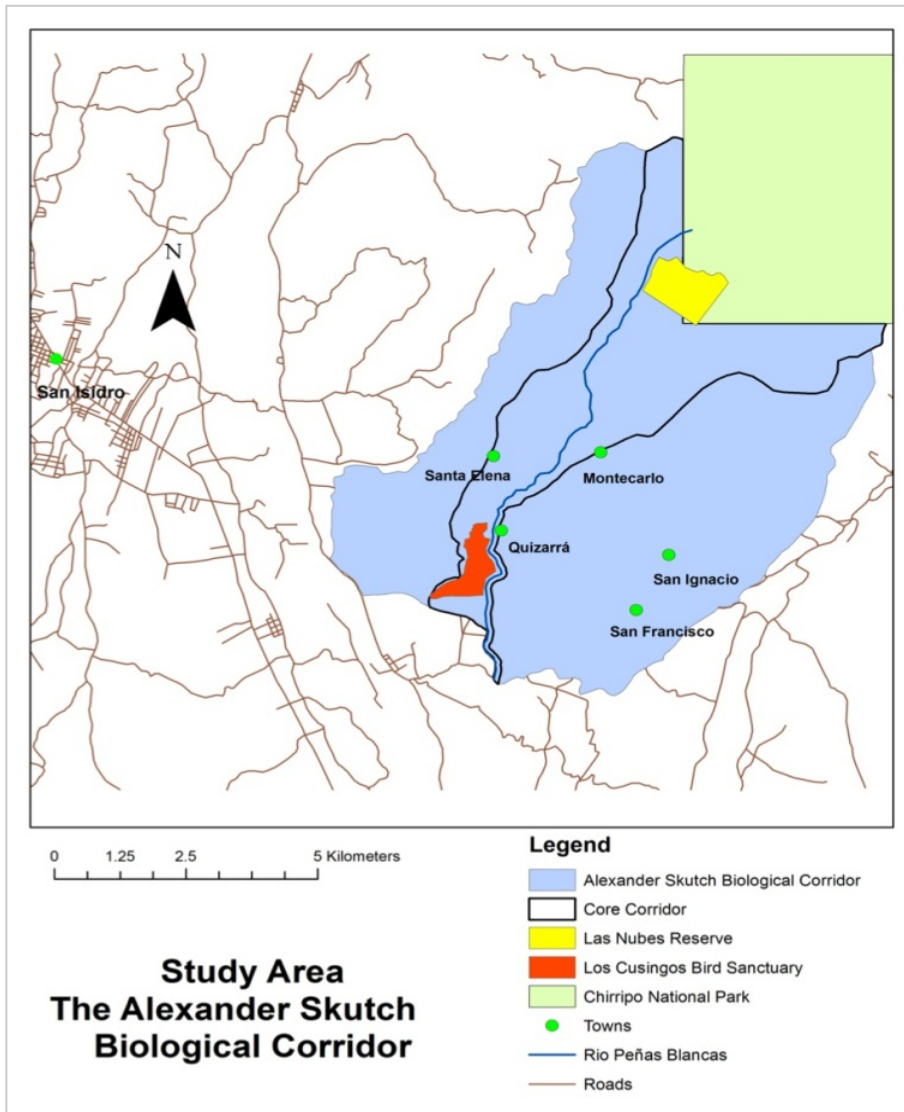 N
San Isidro
Santa Elena
Montecarlo
Quizarrá
San Ignacio
San Francisco
0 1.25 2.5 5 Kilometers
Legend
Alexander Skutch Biological Corridor
Core Corridor
Las Nubes Reserve
Los Cusingos Bird Sanctuary
Chirripo National Park
Towns
Rio Peñas Blancas
Roads
Study Area
The Alexander Skutch
Biological Corridor